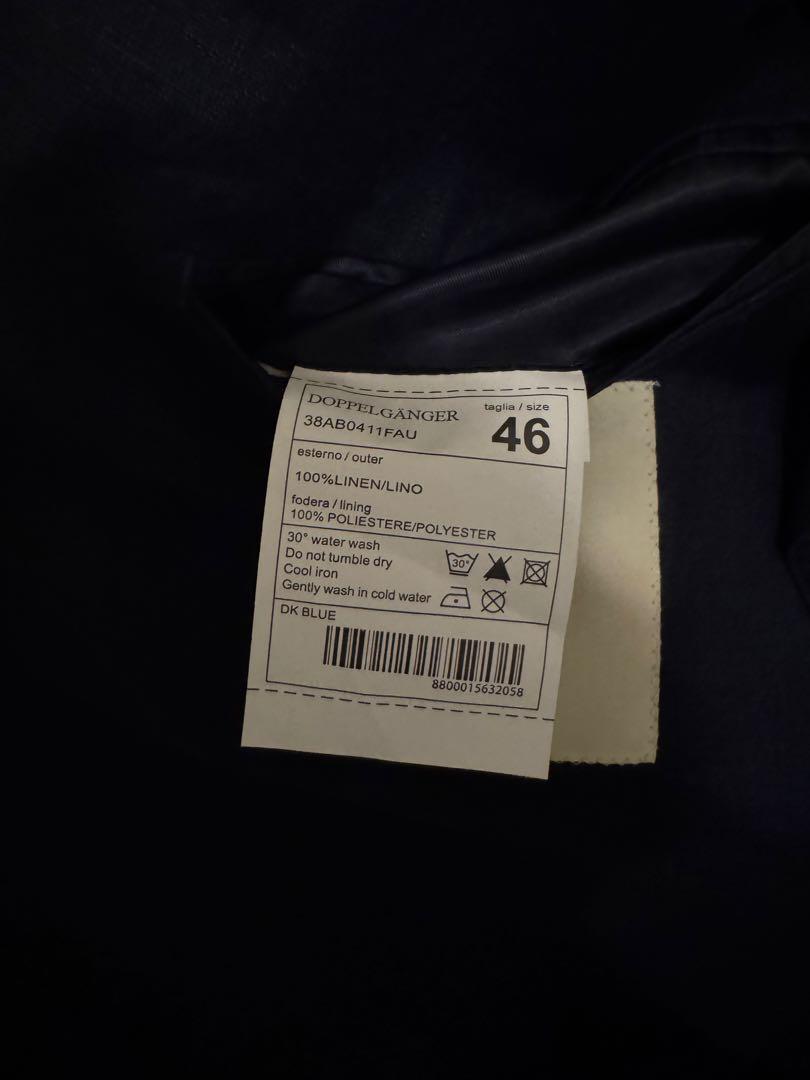 DOPPELGÄNGER
38AB0411FAU
taglia / size
46
esterno / outer
100%LINEN/LINO
fodera / lining
100% POLIESTERE/POLYESTER
30° water wash
Do not tumble dry
Cool iron
Gently wash in cold water
30°
DK BLUE
8800015632058